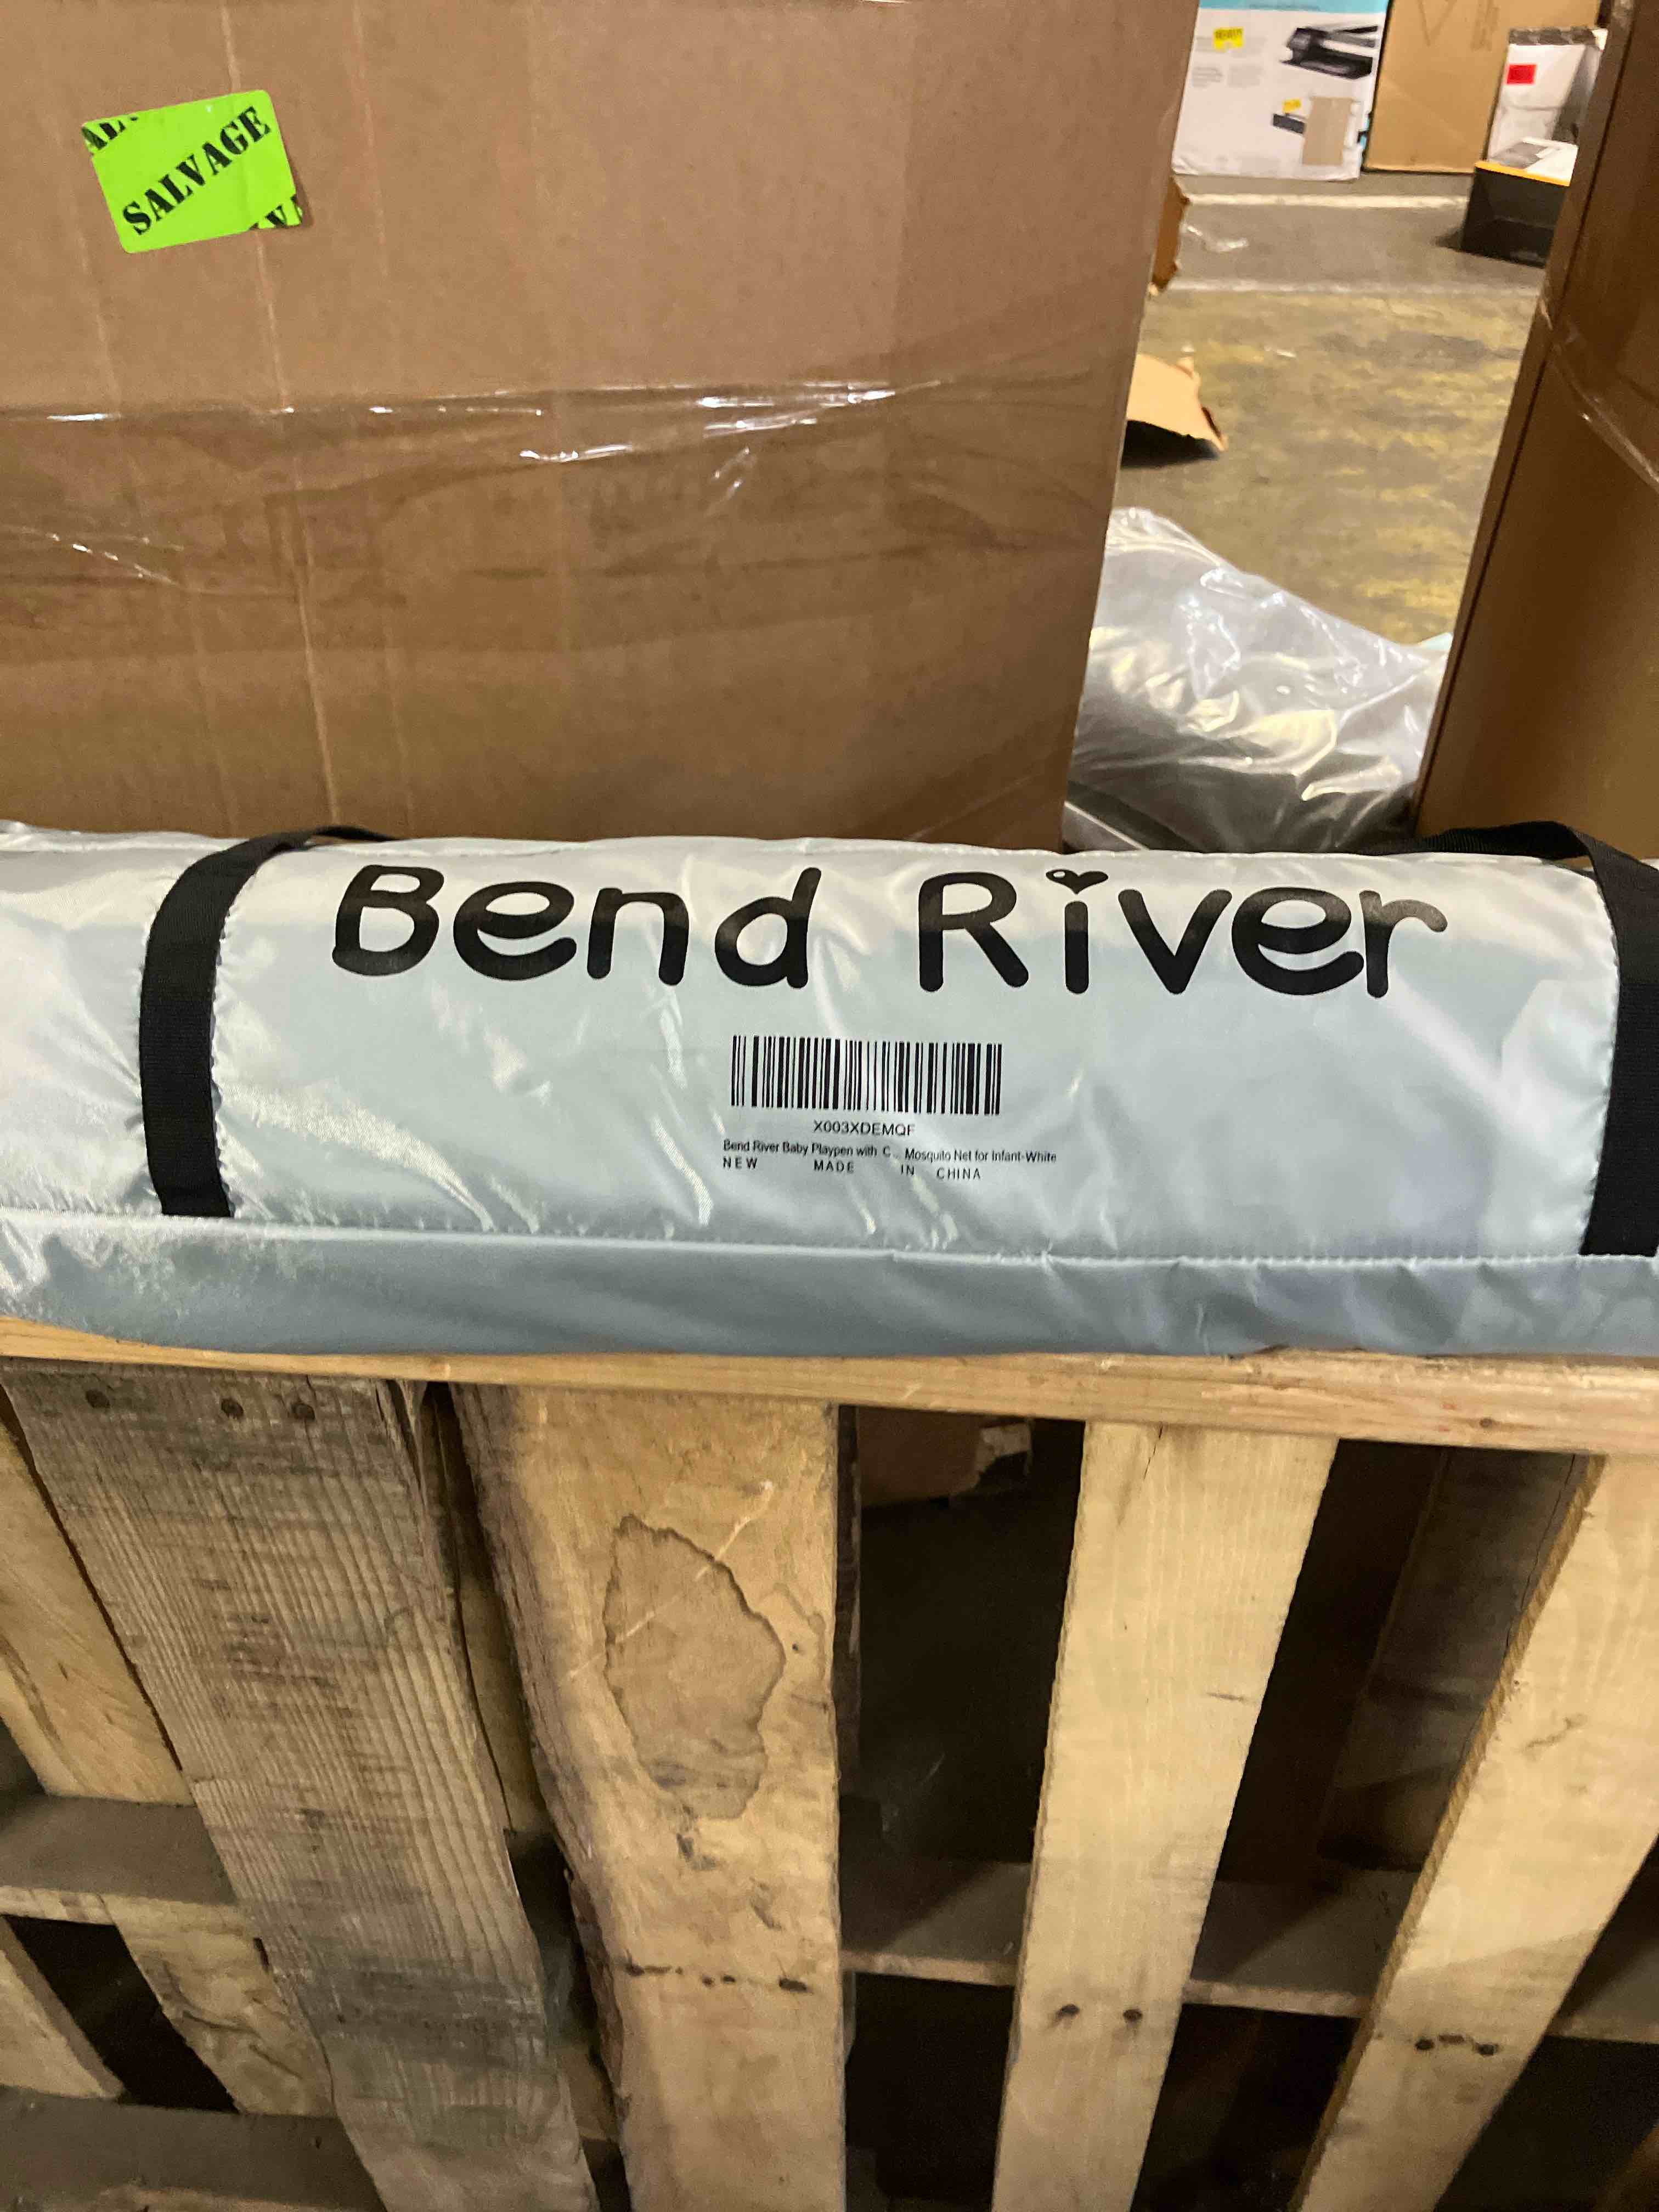 SALVAGE
Bend River
X003XDEMQF
Bend River Baby Playpen with C... Mosquito Net for Infant-White
NEW MADE IN CHINA